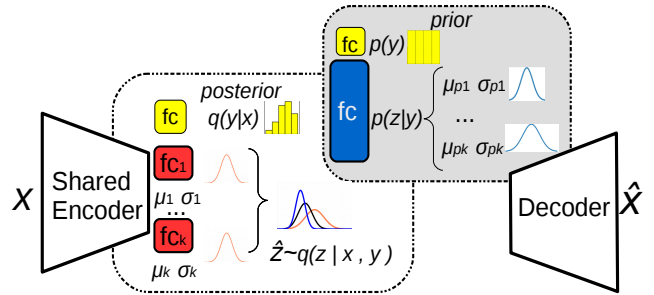 prior
fc p(y)
fc
p(z|y)
μp1 σp1
...
μpk σpk
posterior
fc q(y|x)
fc1
μ1 σ1
...
fck
μk σk
ẑ~q(z | x , y )
x
Shared
Encoder
Decoder
x̂